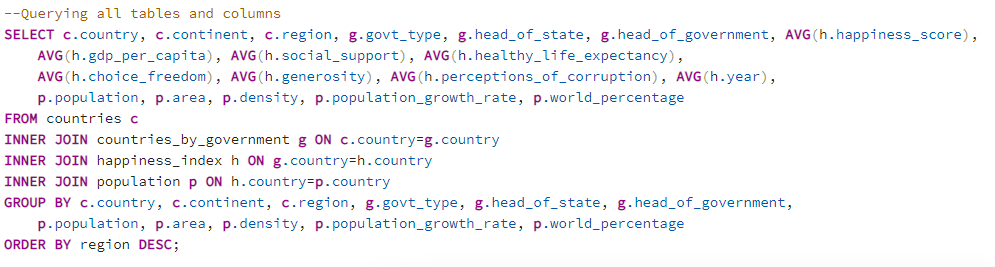 --Querying all tables and columns
SELECT c.country, c.continent, c.region, g.govt_type, g.head_of_state, g.head_of_government, AVG(h.happiness_score),
    AVG(h.gdp_per_capita), AVG(h.social_support), AVG(h.healthy_life_expectancy),
    AVG(h.choice_freedom), AVG(h.generosity), AVG(h.perceptions_of_corruption), AVG(h.year),
    p.population, p.area, p.density, p.population_growth_rate, p.world_percentage
FROM countries c
INNER JOIN countries_by_government g ON c.country=g.country
INNER JOIN happiness_index h ON g.country=h.country
INNER JOIN population p ON h.country=p.country
GROUP BY c.country, c.continent, c.region, g.govt_type, g.head_of_state, g.head_of_government,
    p.population, p.area, p.density, p.population_growth_rate, p.world_percentage
ORDER BY region DESC;